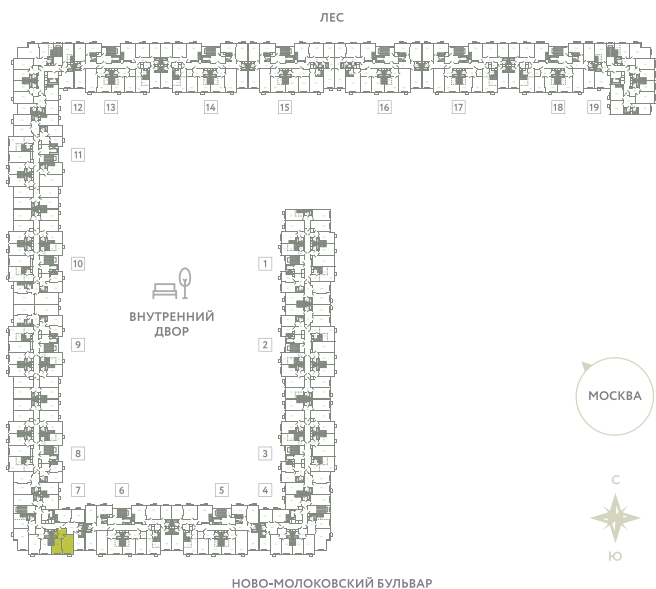 ЛЕС
12 13 14 15 16 17 18 19
11
10 1
ВНУТРЕННИЙ
ДВОР
9 2
МОСКВА
8 3
7 6 5 4
С
Ю
НОВО-МОЛОКОВСКИЙ БУЛЬВАР